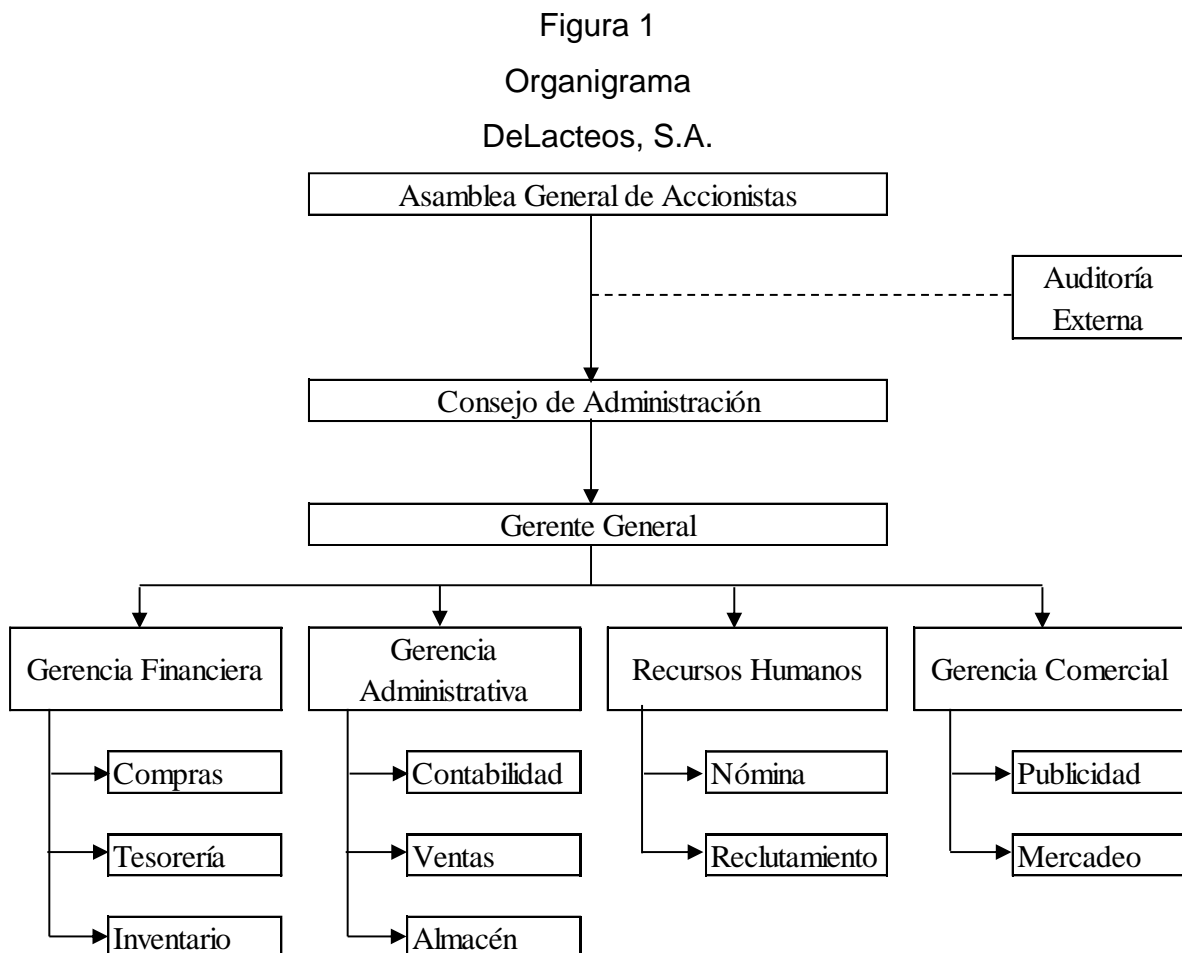 Figura 1
Organigrama
DeLacteos, S.A.
Asamblea General de Accionistas
Auditoría
Externa
Consejo de Administración
Gerente General
Gerencia Financiera
Gerencia
Administrativa
Recursos Humanos
Gerencia Comercial
Compras
Contabilidad
Nómina
Publicidad
Tesorería
Ventas
Reclutamiento
Mercadeo
Inventario
Almacén